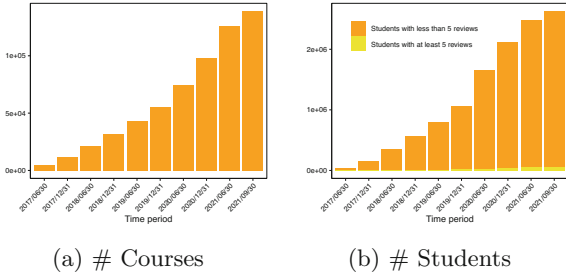 1e+05
5e+04
0e+00
2017/06/30
2017/12/31
2018/06/30
2018/12/31
2019/06/30
2019/12/31
2020/06/30
2020/12/31
2021/06/30
2021/09/30
Time period
(a) # Courses
Students with less than 5 reviews
Students with at least 5 reviews
2e+06
1e+06
0e+00
2017/06/30
2017/12/31
2018/06/30
2018/12/31
2019/06/30
2019/12/31
2020/06/30
2020/12/31
2021/06/30
2021/09/30
Time period
(b) # Students